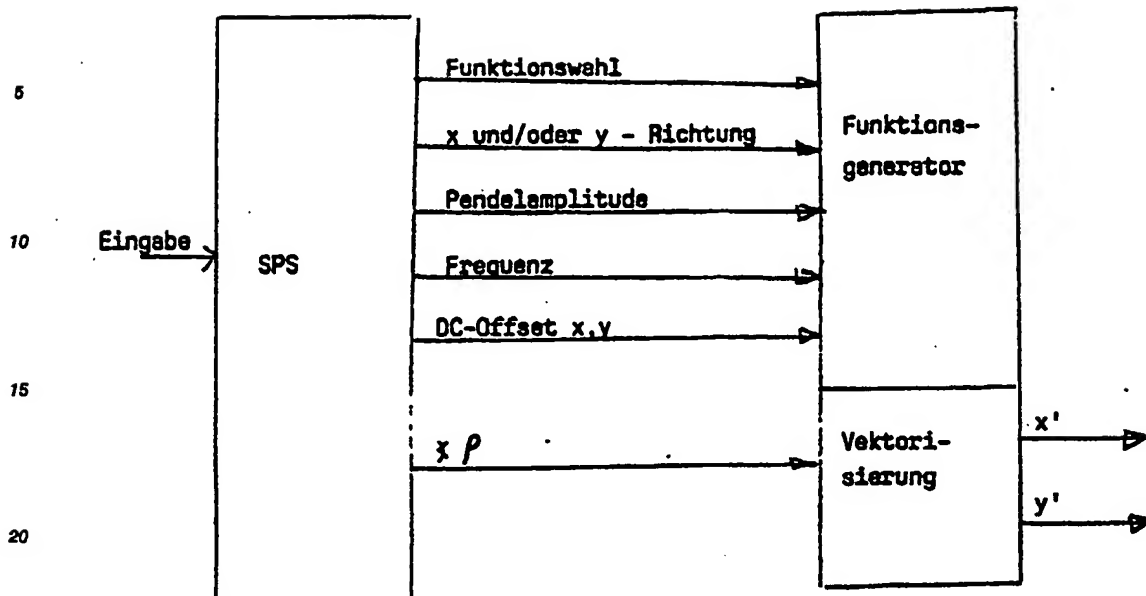 Funktionswahl
5
x und/oder y - Richtung
Funktions-
generator
Pendelamplitude
10
Eingabe
SPS
Frequenz
DC-Offset x,y
15
x'
Vektori-
sierung
y'
20